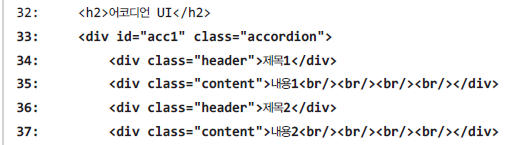 32:     <h2>어코디언 UI</h2>
33:     <div id="acc1" class="accordion">
34:         <div class="header">제목1</div>
35:         <div class="content">내용1<br/><br/><br/><br/></div>
36:         <div class="header">제목2</div>
37:         <div class="content">내용2<br/><br/><br/><br/></div>